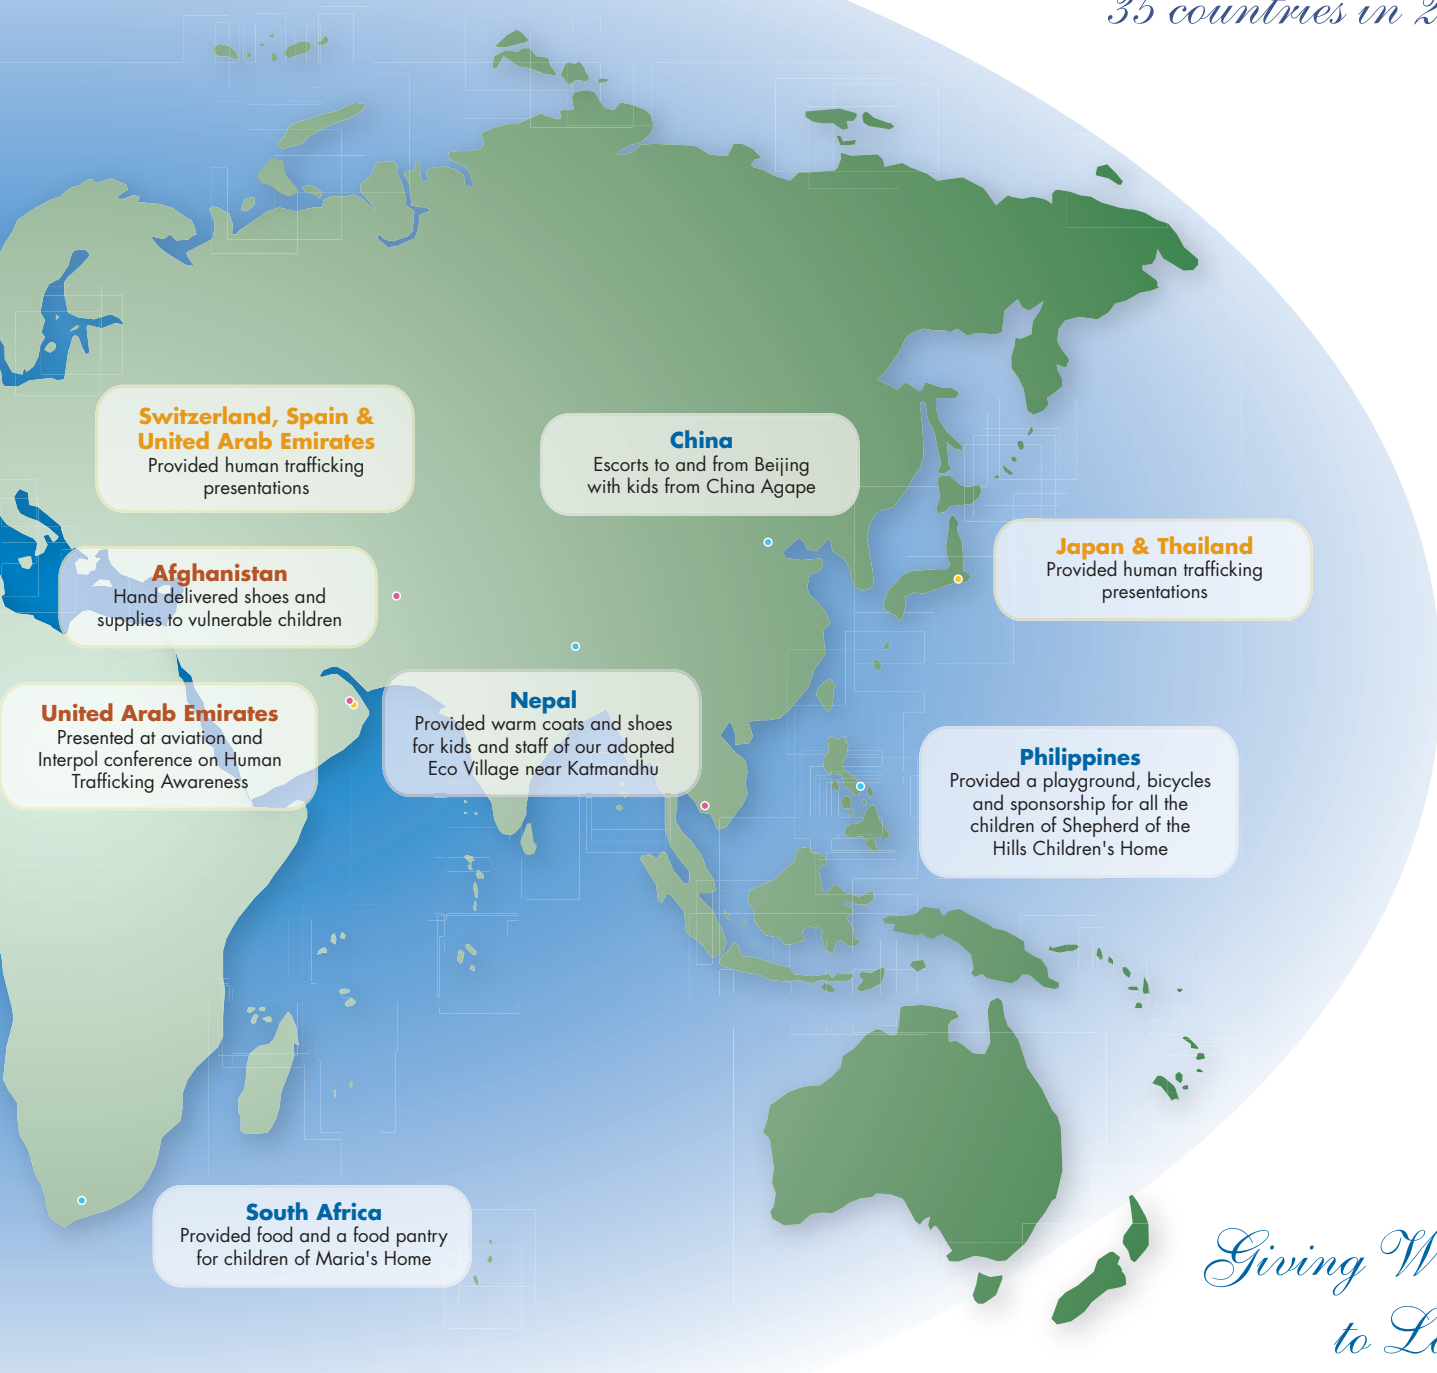 35 countries in
Switzerland, Spain &
United Arab Emirates
Provided human trafficking
presentations
China
Escorts to and from Beijing
with kids from China Agape
Japan & Thailand
Provided human trafficking
presentations
Afghanistan
Hand delivered shoes and
supplies to vulnerable children
United Arab Emirates
Presented at aviation and
Interpol conference on Human
Trafficking Awareness
Nepal
Provided warm coats and shoes
for kids and staff of our adopted
Eco Village near Katmandhu
Philippines
Provided a playground, bicycles
and sponsorship for all the
children of Shepherd of the
Hills Children's Home
South Africa
Provided food and a food pantry
for children of Maria's Home
Giving
to